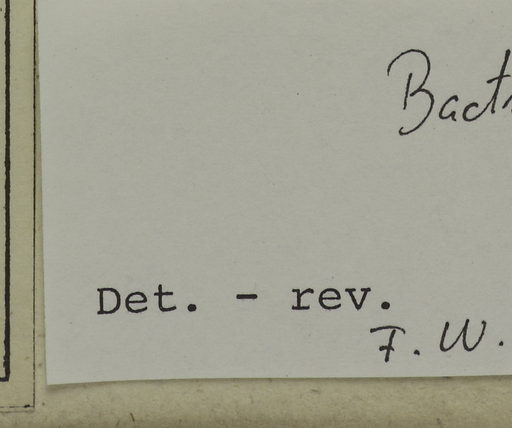 Bact
Det. - rev.
F. W.